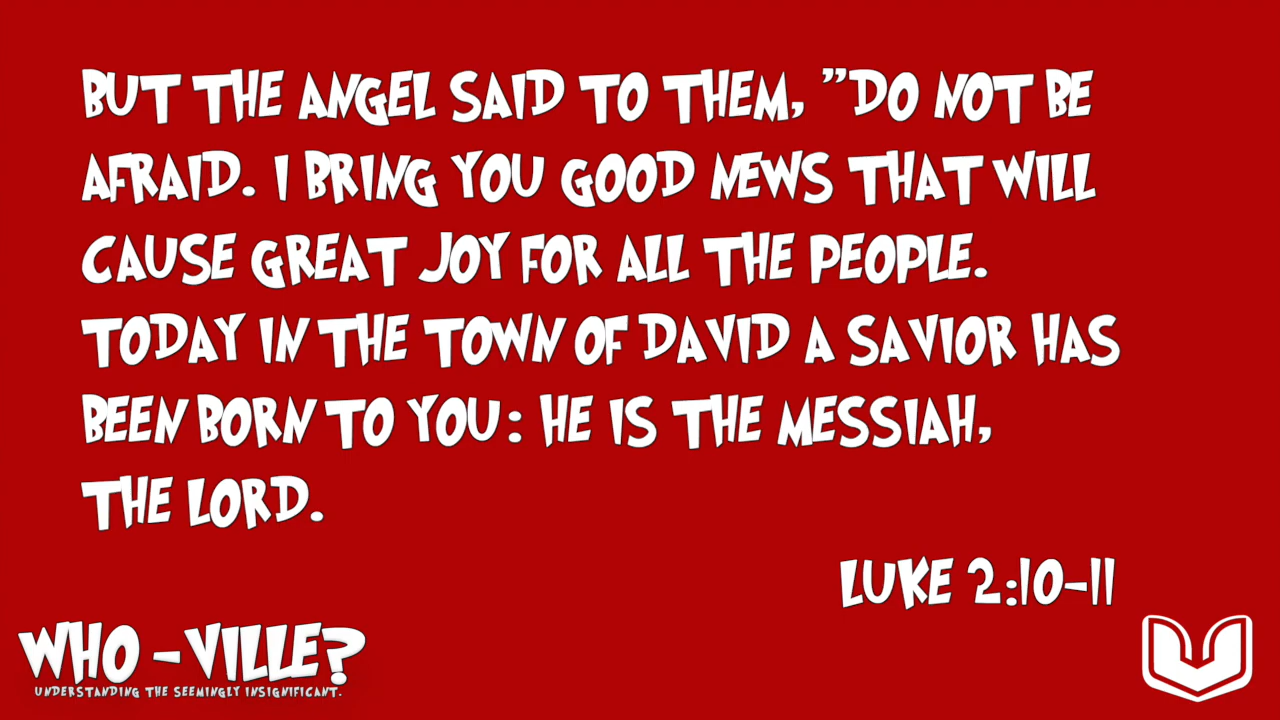 BUT THE ANGEL SAID TO THEM, "DO NOT BE
AFRAID. I BRING YOU GOOD NEWS THAT WILL
CAUSE GREAT JOY FOR ALL THE PEOPLE.
TODAY IN THE TOWN OF DAVID A SAVIOR HAS
BEEN BORN TO YOU: HE IS THE MESSIAH,
THE LORD.
LUKE 2:10-11
WHO-VILLE?
UNDERSTANDING THE SEEMINGLY INSIGNIFICANT.